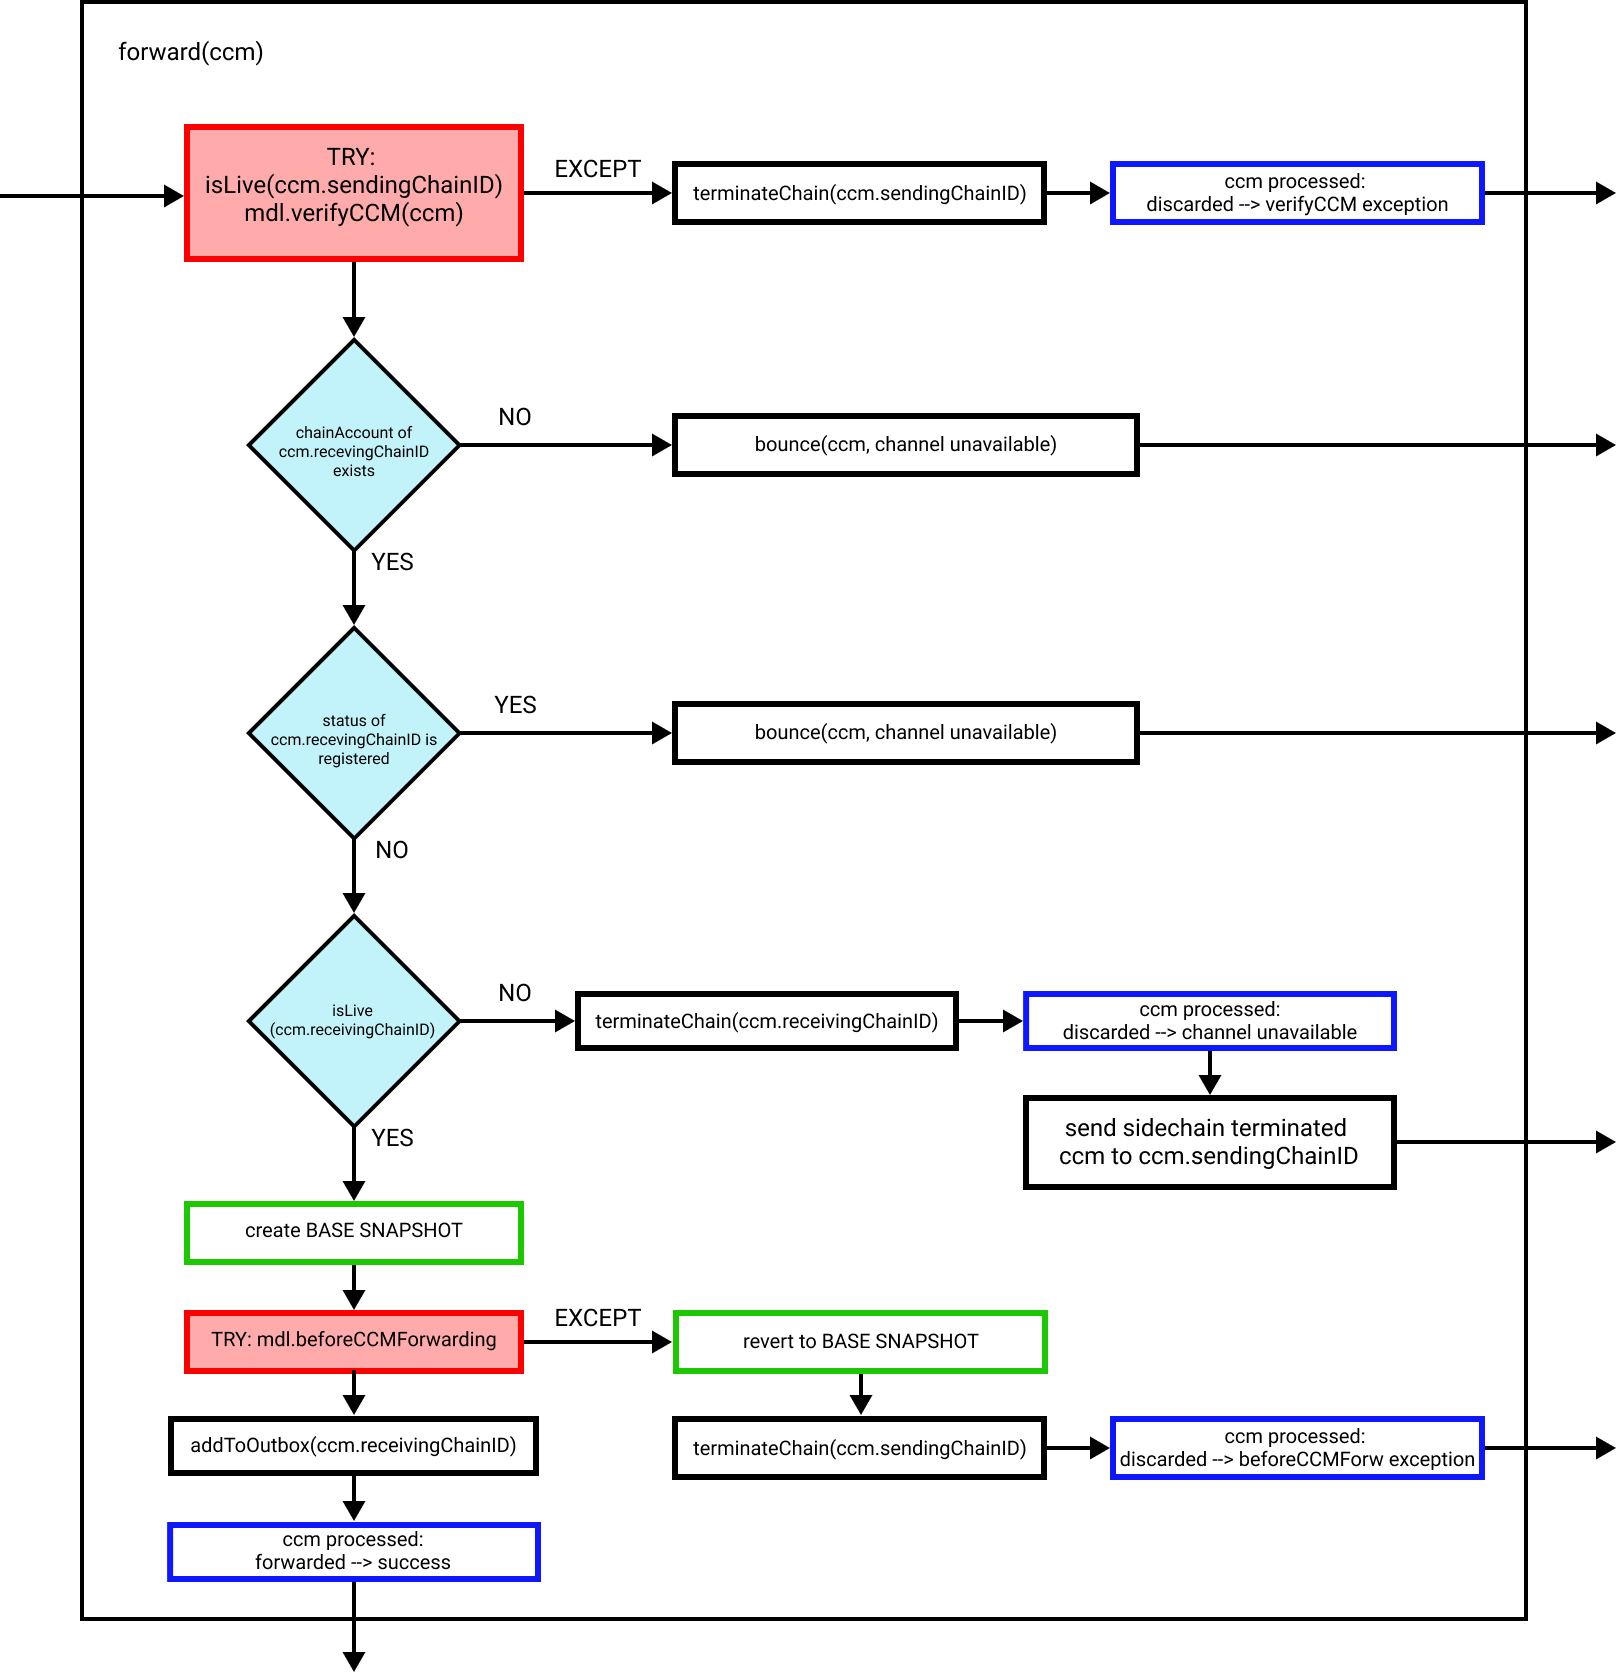 forward(ccm)
TRY:
isLive(ccm.sendingChainID)
mdl.verifyCCM(ccm)
EXCEPT
terminateChain(ccm.sendingChainID)
ccm processed:
discarded --> verifyCCM exception
chainAccount of
ccm.recevingChainID
exists
NO
bounce(ccm, channel unavailable)
YES
status of
ccm.recevingChainID is
registered
YES
bounce(ccm, channel unavailable)
NO
isLive
(ccm.receivingChainID)
NO
terminateChain(ccm.receivingChainID)
ccm processed:
discarded --> channel unavailable
send sidechain terminated
ccm to ccm.sendingChainID
YES
create BASE SNAPSHOT
TRY: mdl.beforeCCMForwarding
EXCEPT
revert to BASE SNAPSHOT
addToOutbox(ccm.receivingChainID)
terminateChain(ccm.sendingChainID)
ccm processed:
discarded --> beforeCCMForw exception
ccm processed:
forwarded --> success